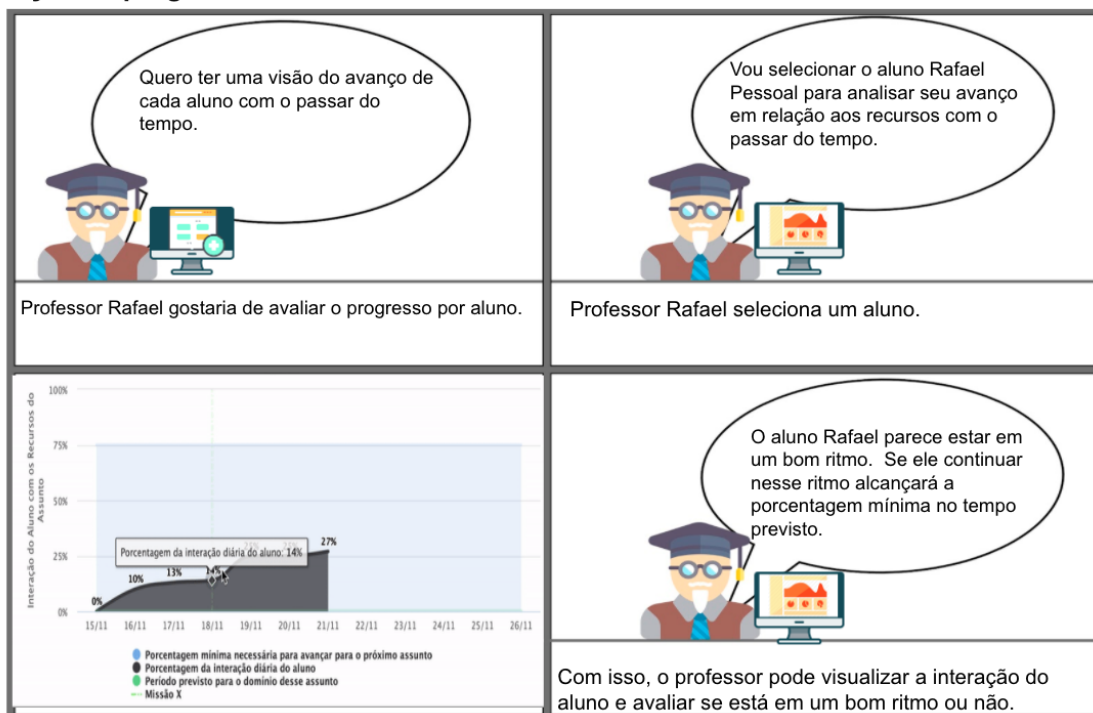 Quero ter uma visão do avanço de
cada aluno com o passar do
tempo.
Professor Rafael gostaria de avaliar o progresso por aluno.
Vou selecionar o aluno Rafael
Pessoal para analisar seu avanço
em relação aos recursos com o
passar do tempo.
Professor Rafael seleciona um aluno.
Interação do Aluno com os Recursos do
Assunto
100%
75%
50%
25%
0%
0%
10%
13%
14%
27%
Porcentagem da interação diária do aluno: 14%
15/11 16/11 17/11 18/11 19/11 20/11 21/11 22/11 23/11 24/11 25/11 26/11
Porcentagem mínima necessária para avançar para o próximo assunto
Porcentagem da interação diária do aluno
Período previsto para o domínio desse assunto
Missão X
O aluno Rafael parece estar em
um bom ritmo. Se ele continuar
nesse ritmo alcançará a
porcentagem mínima no tempo
previsto.
Com isso, o professor pode visualizar a interação do
aluno e avaliar se está em um bom ritmo ou não.